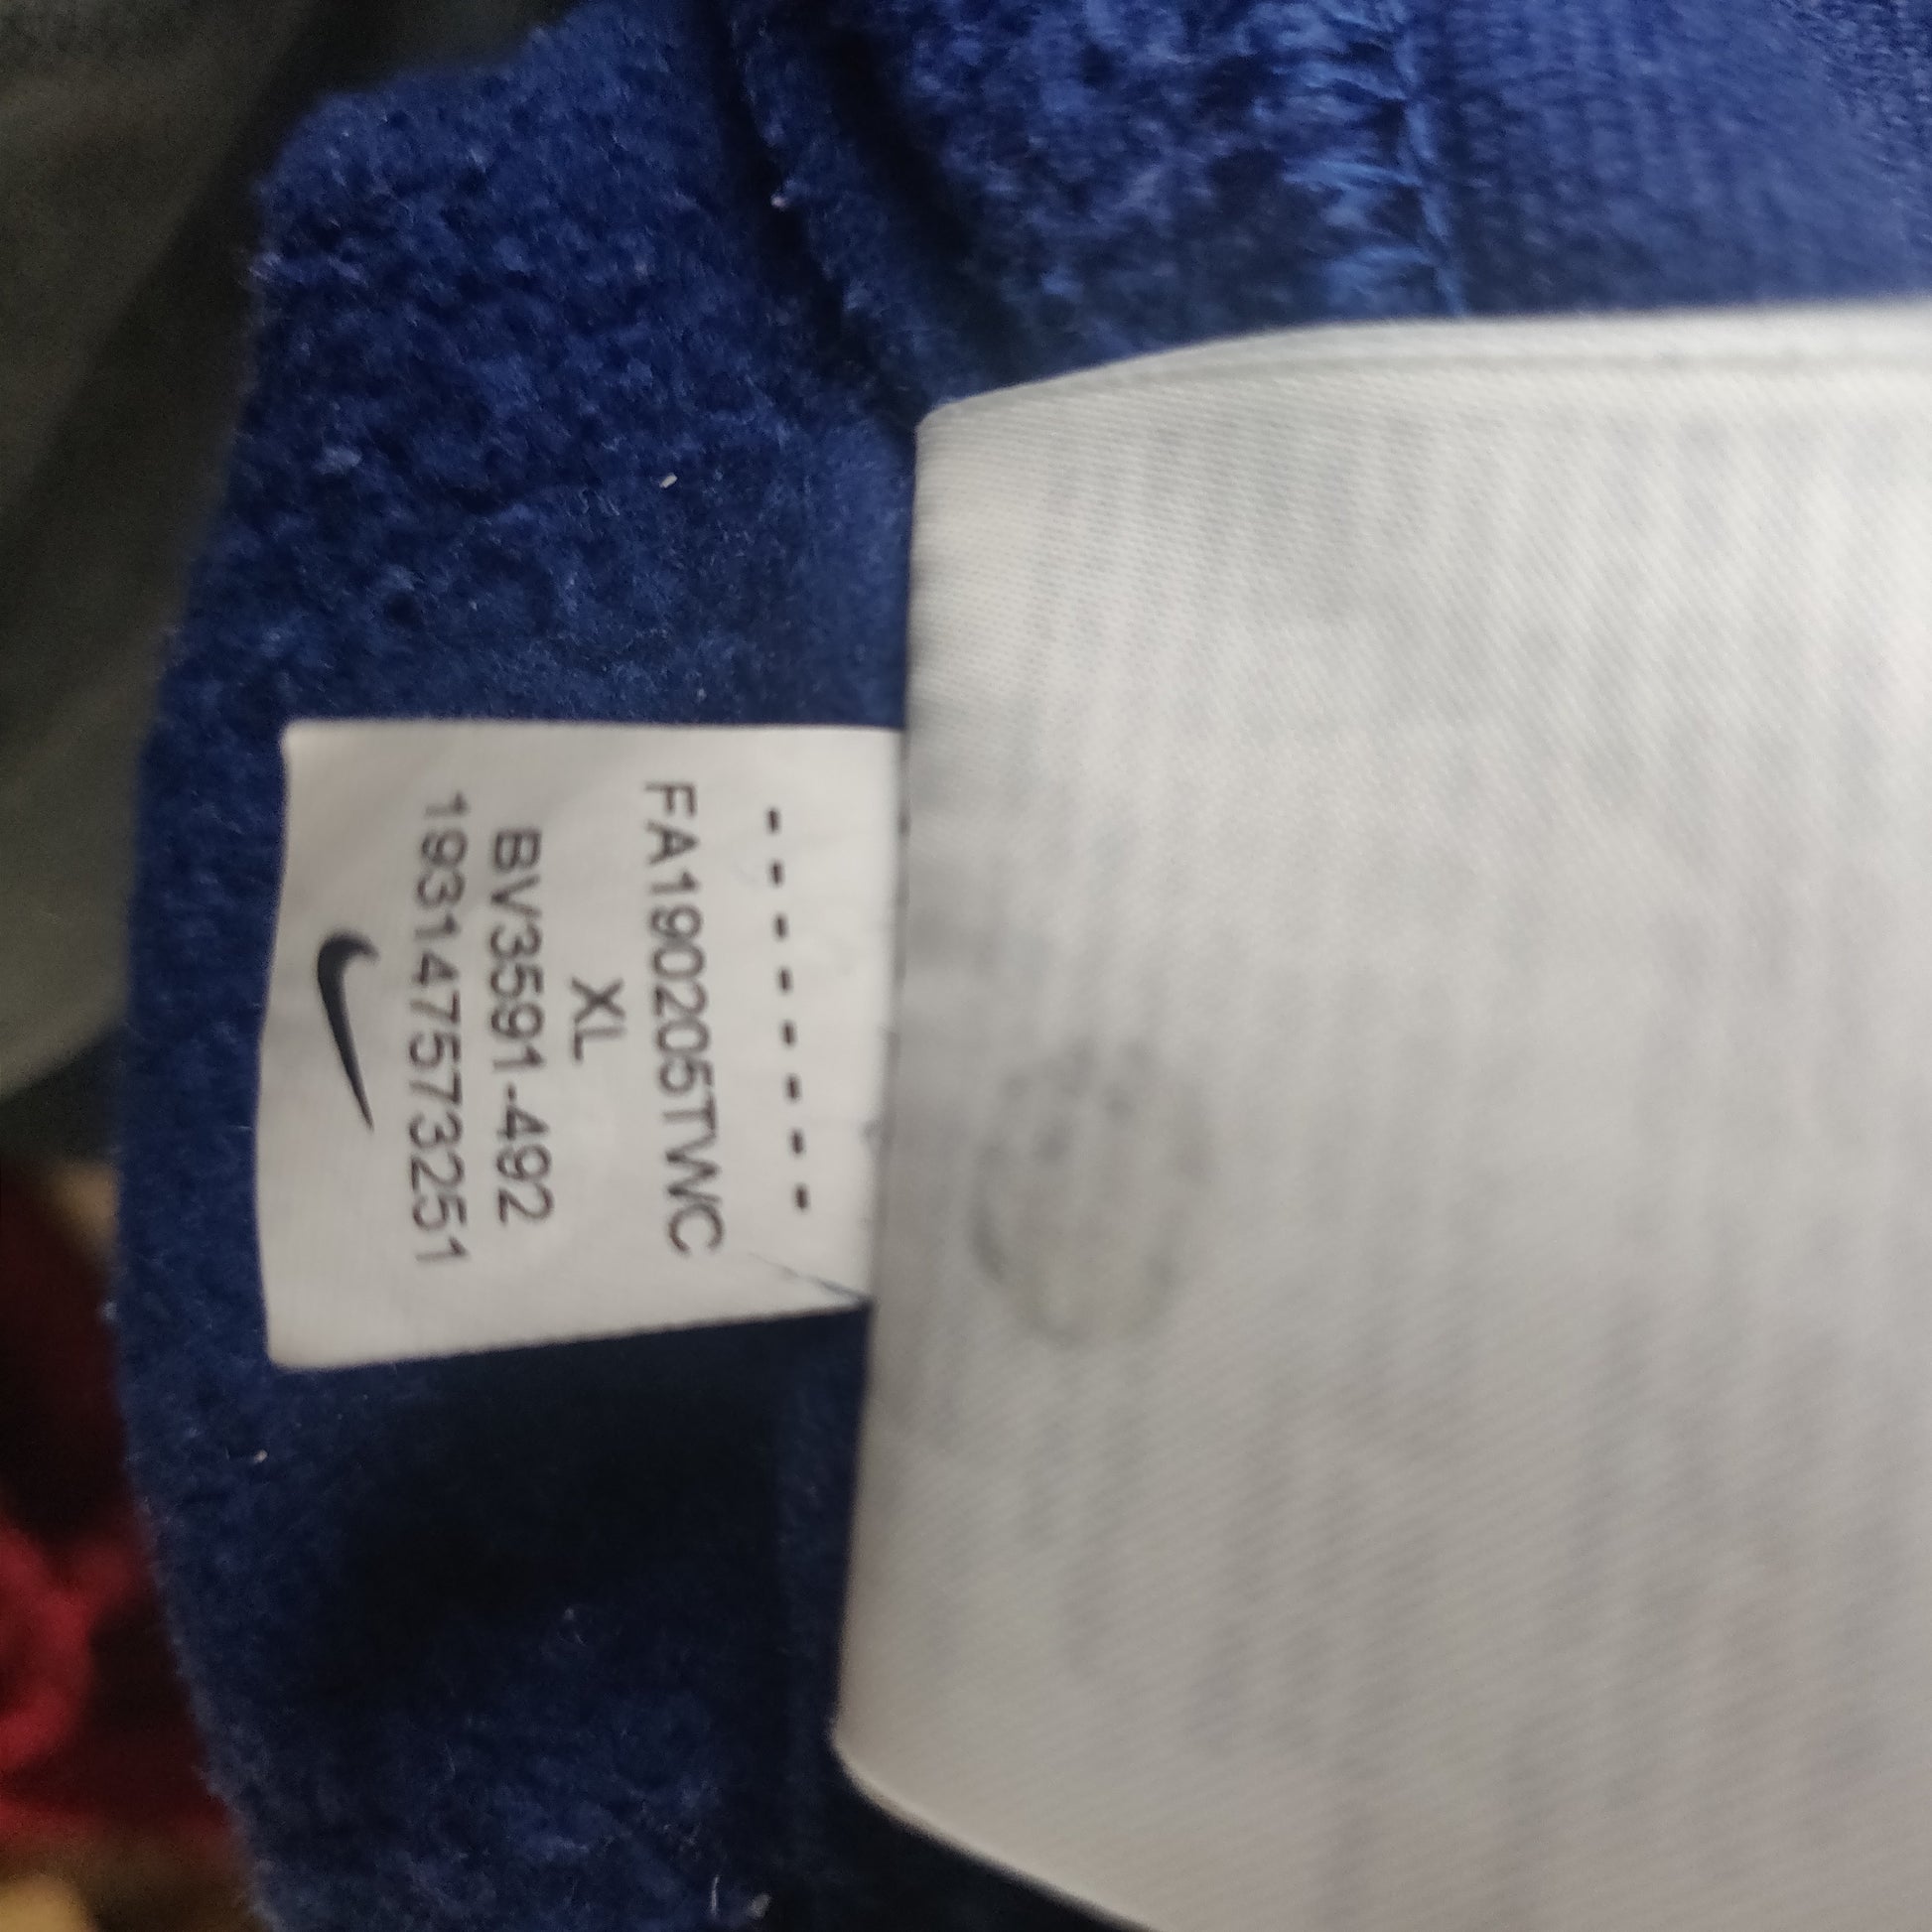 - - - - - - - -
FA190205TWC
XL
BV3591-492
193147573251